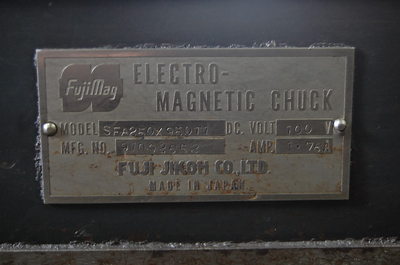 FujiMag
ELECTRO-
MAGNETIC CHUCK
MODEL DC. VOLT 100 V
MFG. NO. AMP. A
FUJI JIKOH CO., LTD.
MADE IN JAPAN